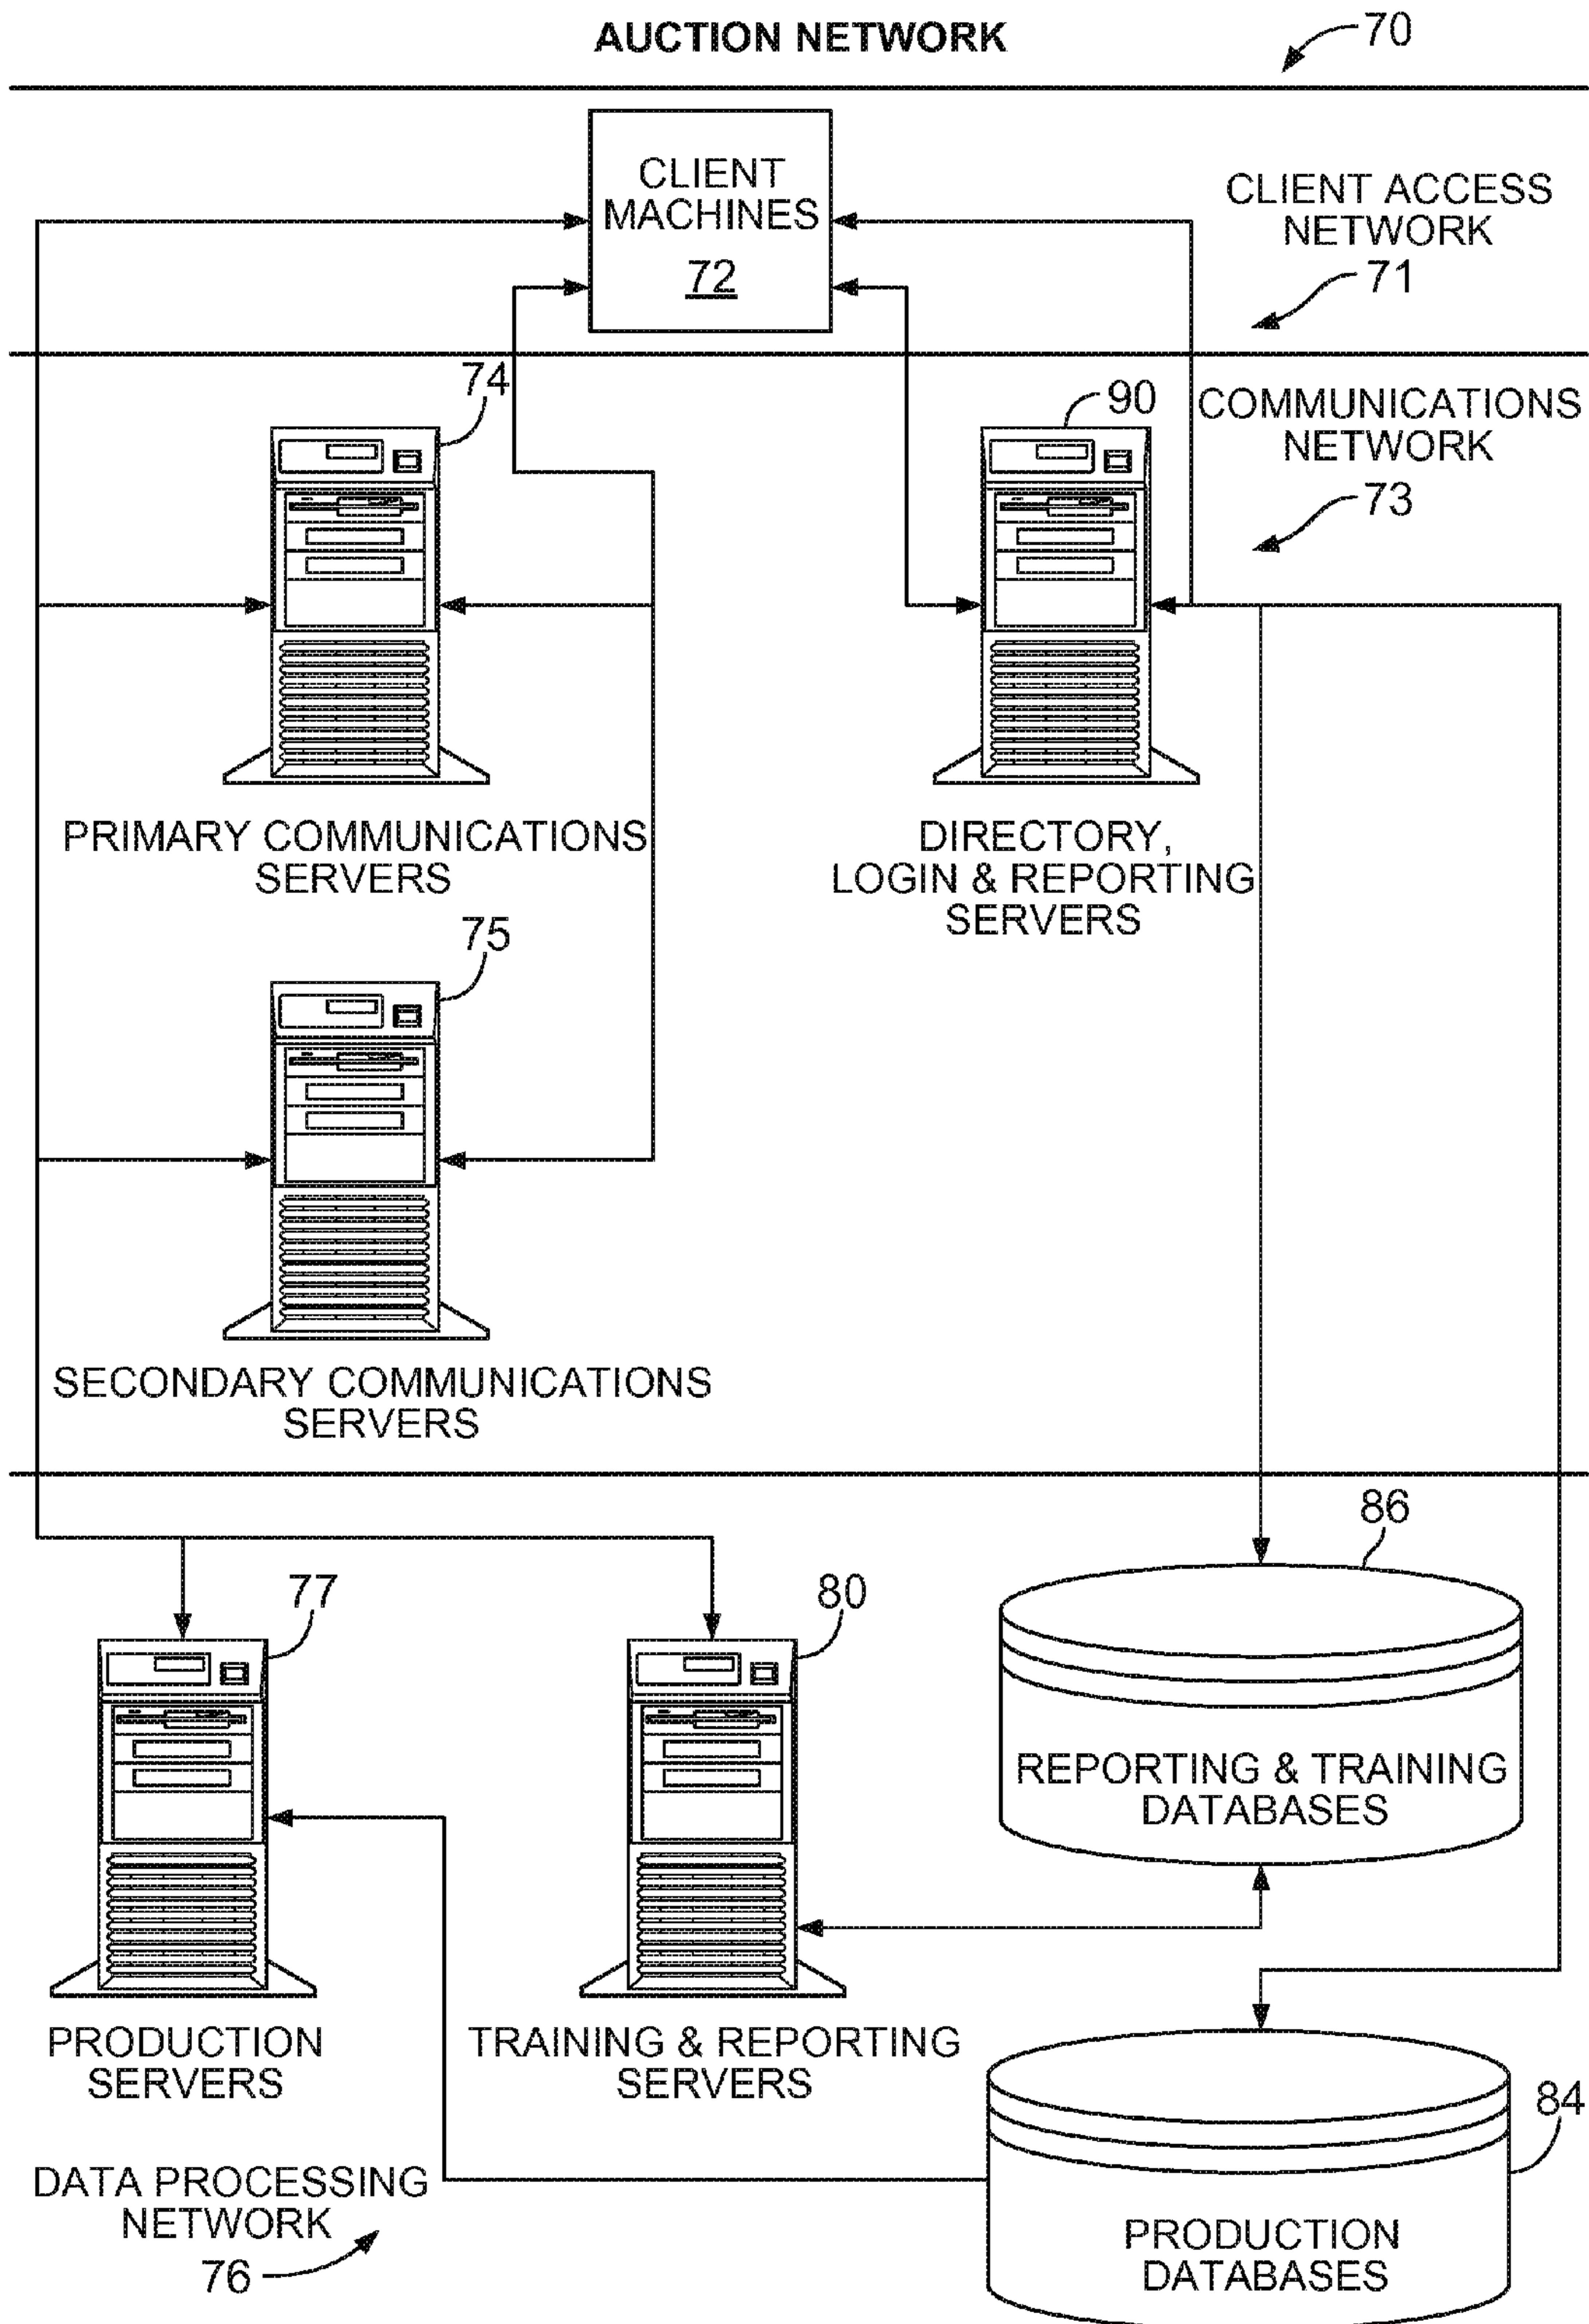 AUCTION NETWORK
70
CLIENT
MACHINES
72
CLIENT ACCESS
NETWORK
71
74
90
COMMUNICATIONS
NETWORK
73
PRIMARY COMMUNICATIONS
SERVERS
DIRECTORY,
LOGIN & REPORTING
SERVERS
75
SECONDARY COMMUNICATIONS
SERVERS
86
77
80
REPORTING & TRAINING
DATABASES
PRODUCTION
SERVERS
TRAINING & REPORTING
SERVERS
84
DATA PROCESSING
NETWORK
76
PRODUCTION
DATABASES